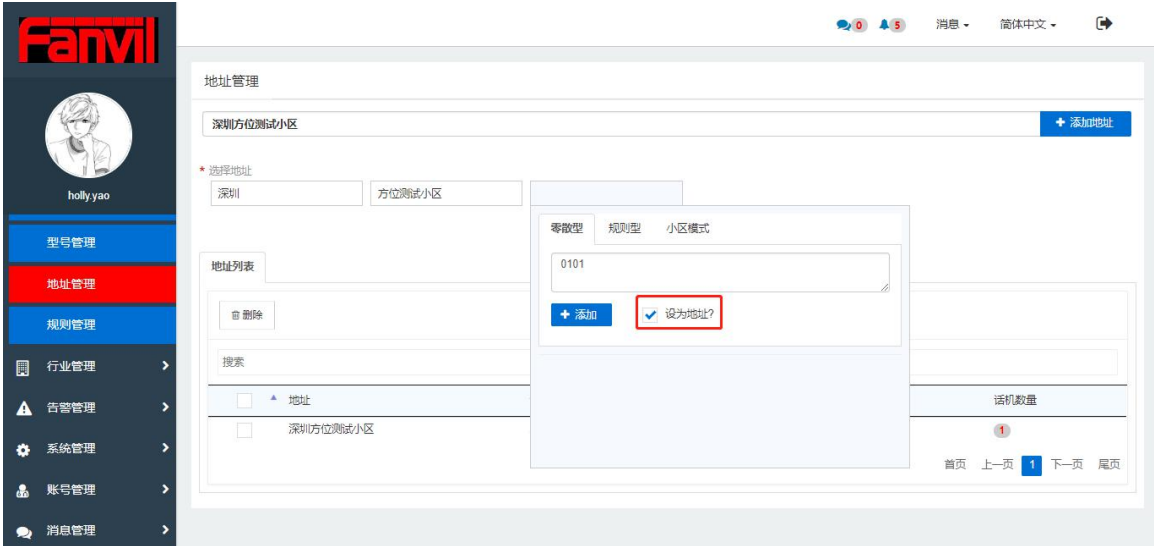 Fanvil
0 5 消息 简体中文
holly.yao
型号管理
地址管理
规则管理
行业管理
告警管理
系统管理
账号管理
消息管理
地址管理
深圳方位测试小区
添加地址
* 选择地址
深圳 方位测试小区
零散型 规则型 小区模式
0101
添加 设为地址?
地址列表
删除
搜索
地址 话机数量
深圳方位测试小区 1
首页 上一页 1 下一页 尾页